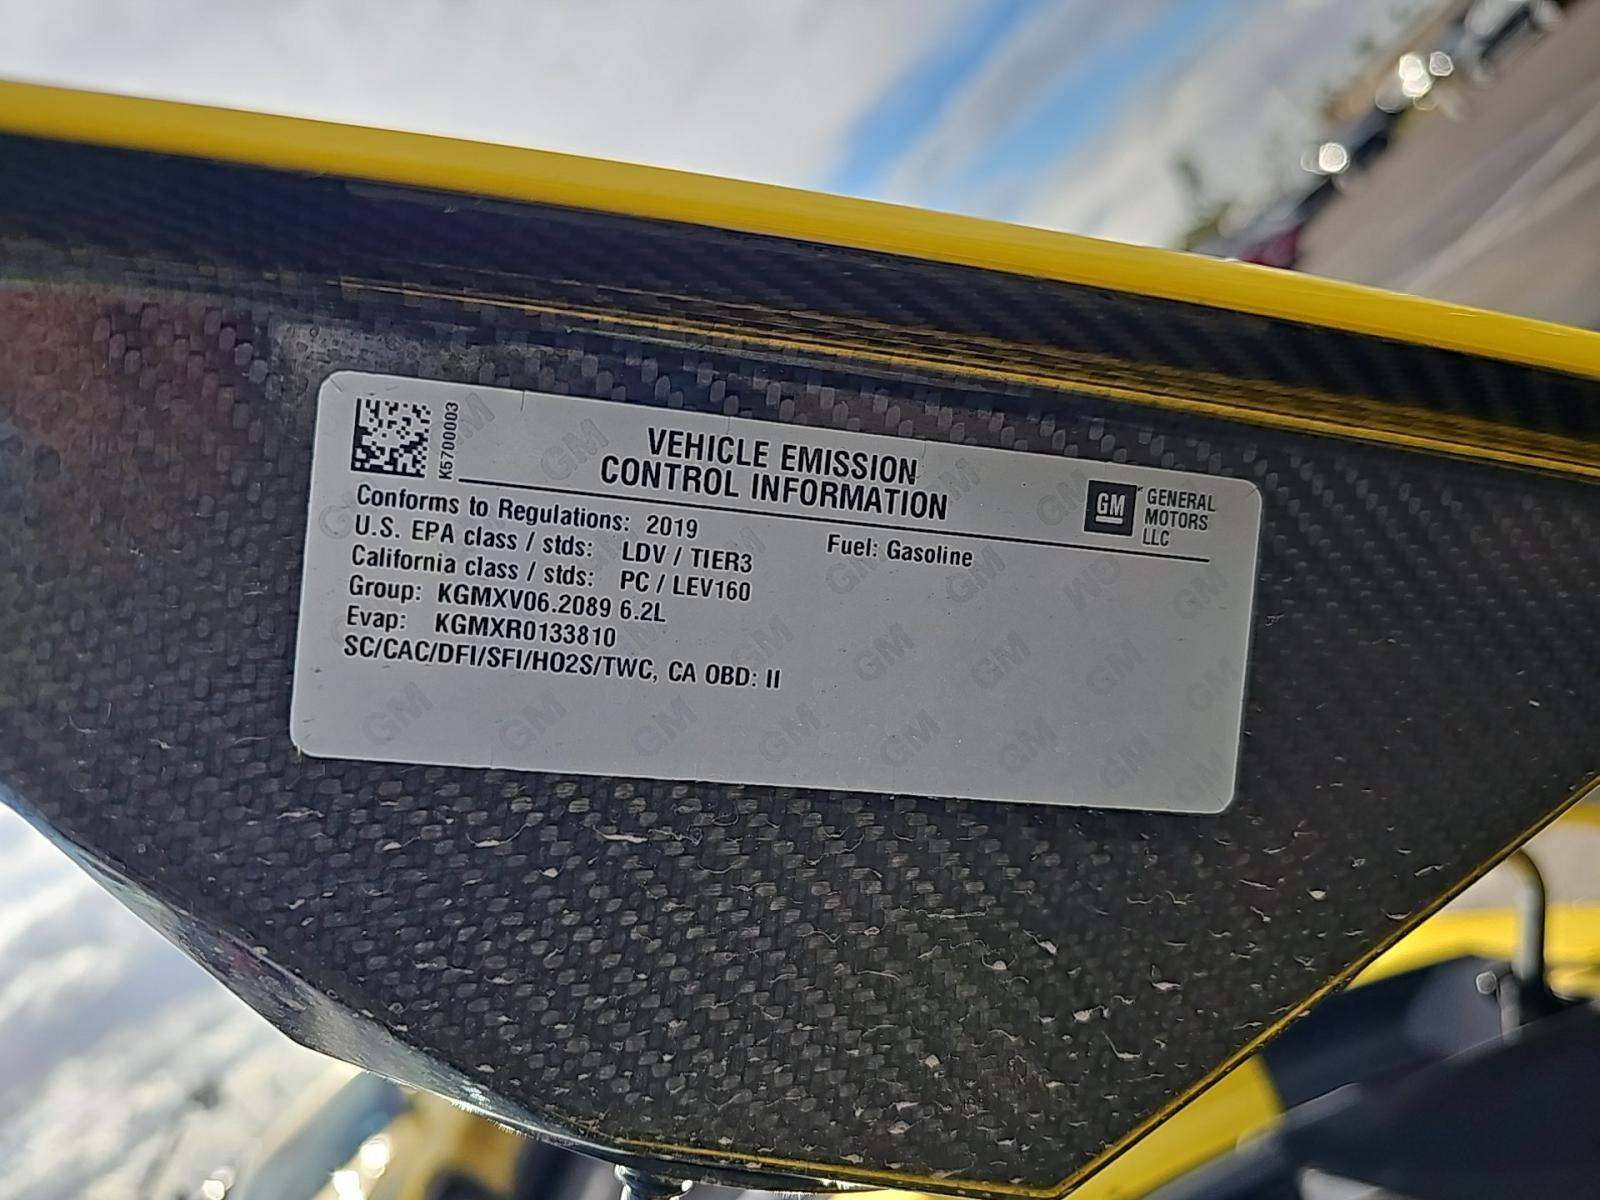 K5700003
VEHICLE EMISSION
CONTROL INFORMATION
GM GENERAL
MOTORS
LLC
Conforms to Regulations: 2019
U.S. EPA class / stds: LDV / TIER3
Fuel: Gasoline
California class / stds: PC / LEV160
Group: KGMXV06.2089 6.2L
Evap: KGMXR0133810
SC/CAC/DFI/SFI/HO2S/TWC, CA OBD: II